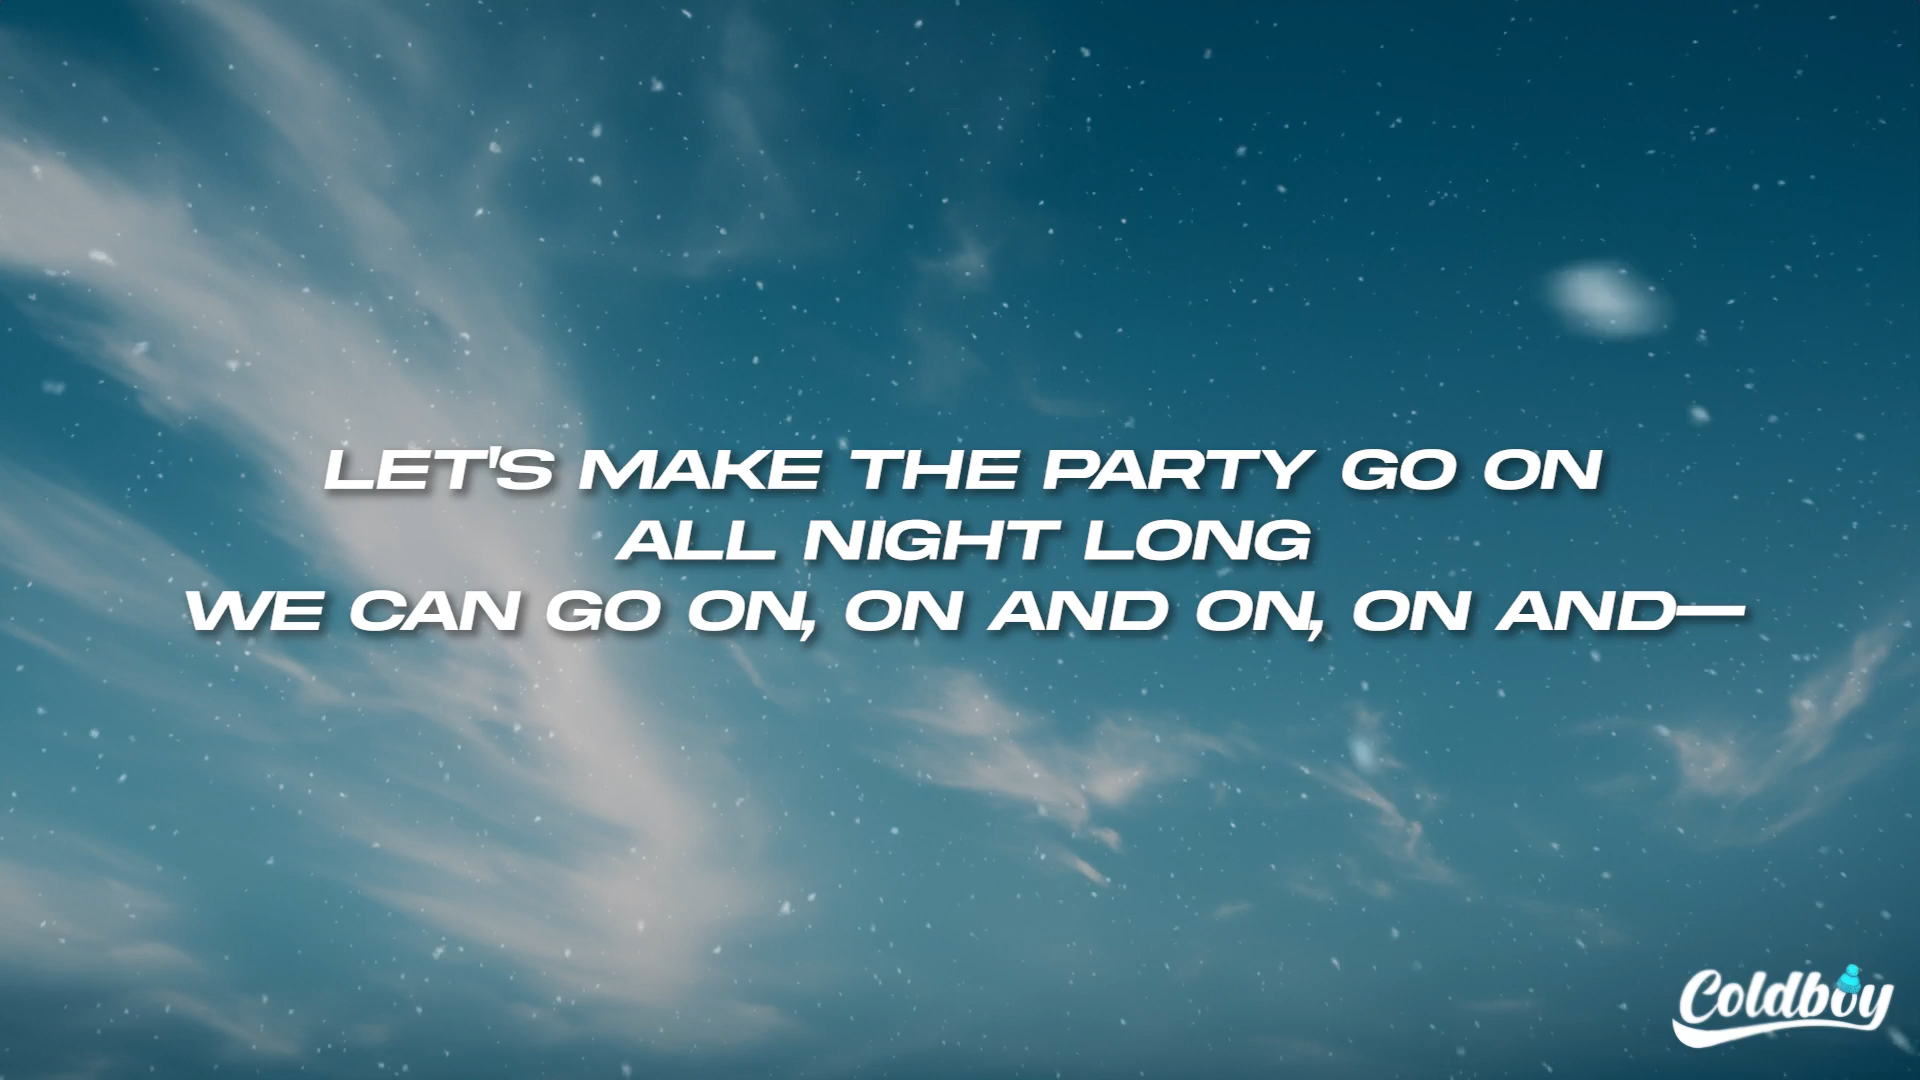 LET'S MAKE THE PARTY GO ON
ALL NIGHT LONG
WE CAN GO ON, ON AND ON, ON AND—
Coldboy